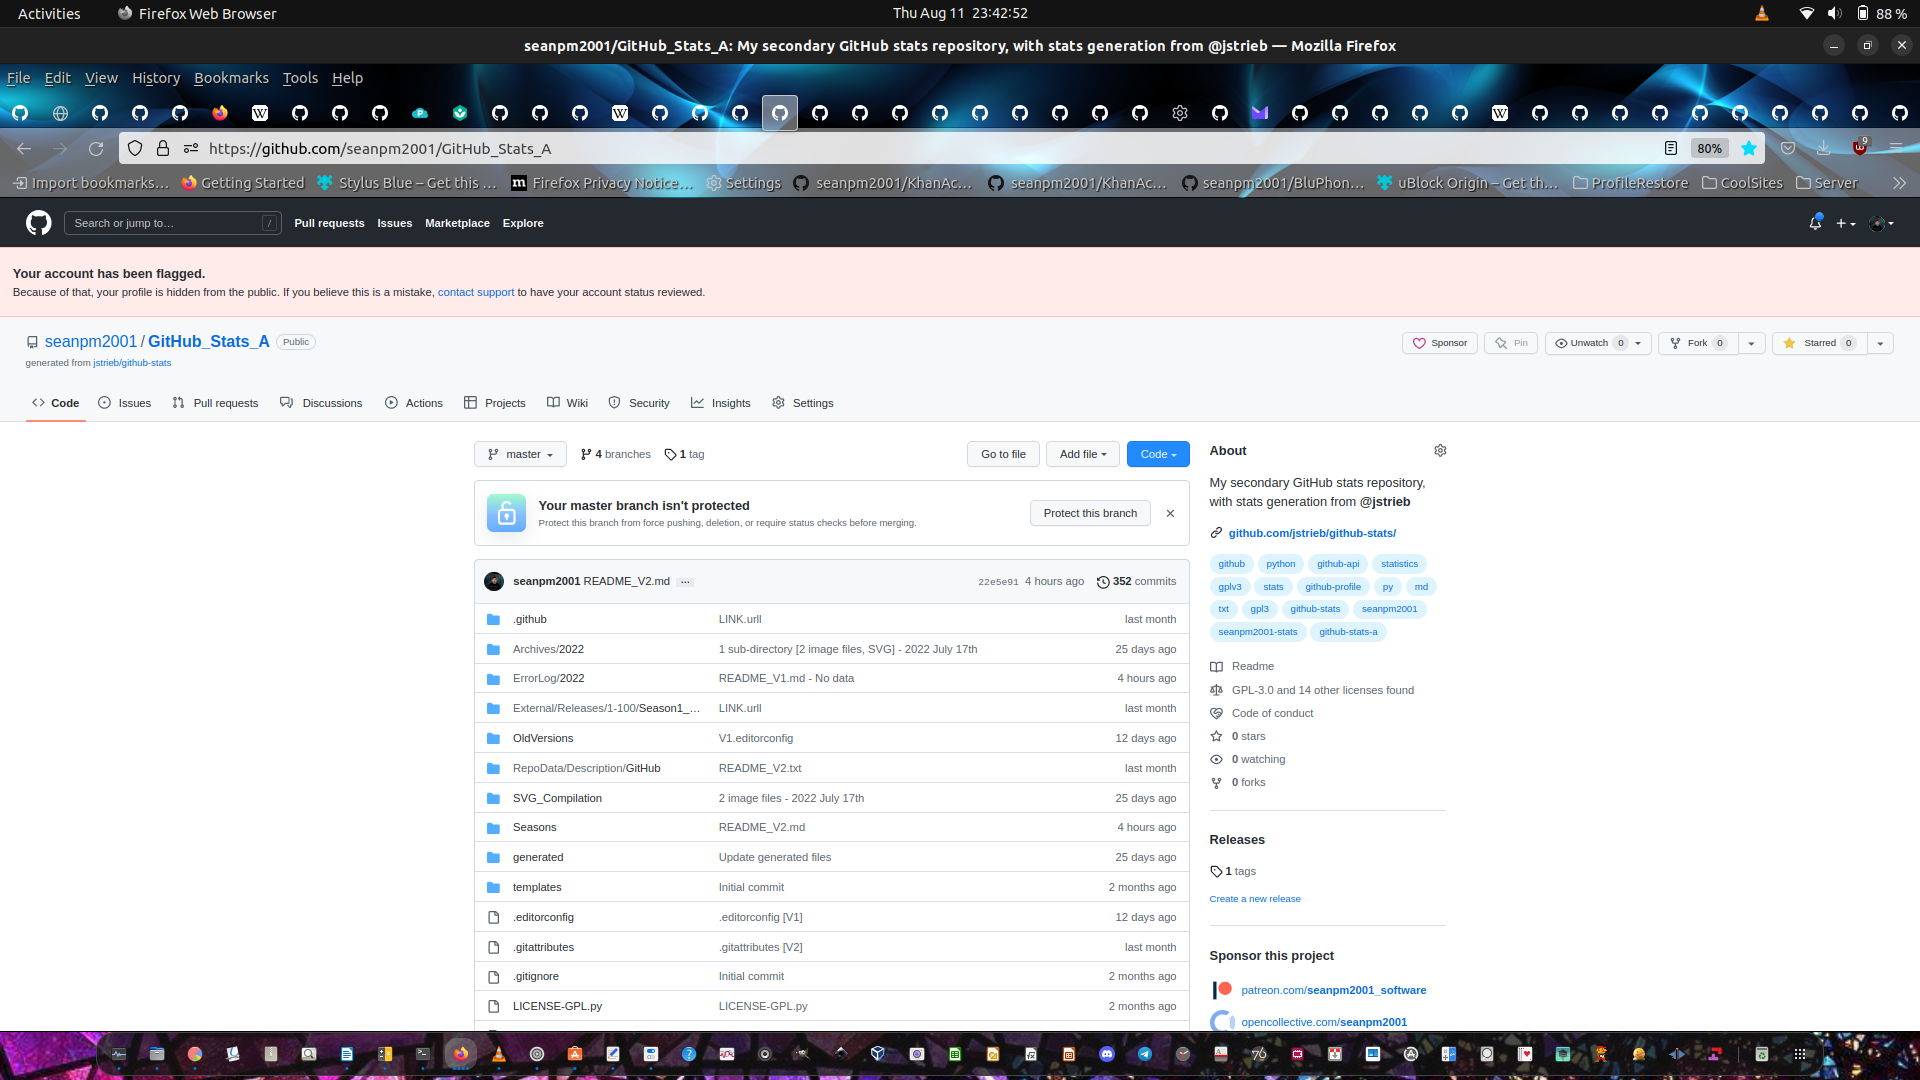 Activities Firefox Web Browser Thu Aug 11 23:42:52 88 %
seanpm2001/GitHub_Stats_A: My secondary GitHub stats repository, with stats generation from @jstrieb — Mozilla Firefox
File Edit View History Bookmarks Tools Help
https://github.com/seanpm2001/GitHub_Stats_A 80% 9
Import bookmarks… Getting Started Stylus Blue – Get this … Firefox Privacy Notice… Settings seanpm2001/KhanAc… seanpm2001/KhanAc… seanpm2001/BluPhon… uBlock Origin – Get th… ProfileRestore CoolSites Server
Search or jump to… / Pull requests Issues Marketplace Explore
Your account has been flagged.
Because of that, your profile is hidden from the public. If you believe this is a mistake, contact support to have your account status reviewed.
seanpm2001 / GitHub_Stats_A Public
Sponsor Pin Unwatch 0 Fork 0 Starred 0
generated from jstrieb/github-stats
Code Issues Pull requests Discussions Actions Projects Wiki Security Insights Settings
master 4 branches 1 tag Go to file Add file Code
Your master branch isn't protected
Protect this branch from force pushing, deletion, or require status checks before merging.
Protect this branch
seanpm2001 README_V2.md … 22e5e91 4 hours ago 352 commits
.github LINK.urll last month
Archives/2022 1 sub-directory [2 image files, SVG] - 2022 July 17th 25 days ago
ErrorLog/2022 README_V1.md - No data 4 hours ago
External/Releases/1-100/Season1_… LINK.urll last month
OldVersions V1.editorconfig 12 days ago
RepoData/Description/GitHub README_V2.txt last month
SVG_Compilation 2 image files - 2022 July 17th 25 days ago
Seasons README_V2.md 4 hours ago
generated Update generated files 25 days ago
templates Initial commit 2 months ago
.editorconfig .editorconfig [V1] 12 days ago
.gitattributes .gitattributes [V2] last month
.gitignore Initial commit 2 months ago
LICENSE-GPL.py LICENSE-GPL.py 2 months ago
About
My secondary GitHub stats repository,
with stats generation from @jstrieb
github.com/jstrieb/github-stats/
github python github-api statistics
gplv3 stats github-profile py md
txt gpl3 github-stats seanpm2001
seanpm2001-stats github-stats-a
Readme
GPL-3.0 and 14 other licenses found
Code of conduct
0 stars
0 watching
0 forks
Releases
1 tags
Create a new release
Sponsor this project
patreon.com/seanpm2001_software
opencollective.com/seanpm2001